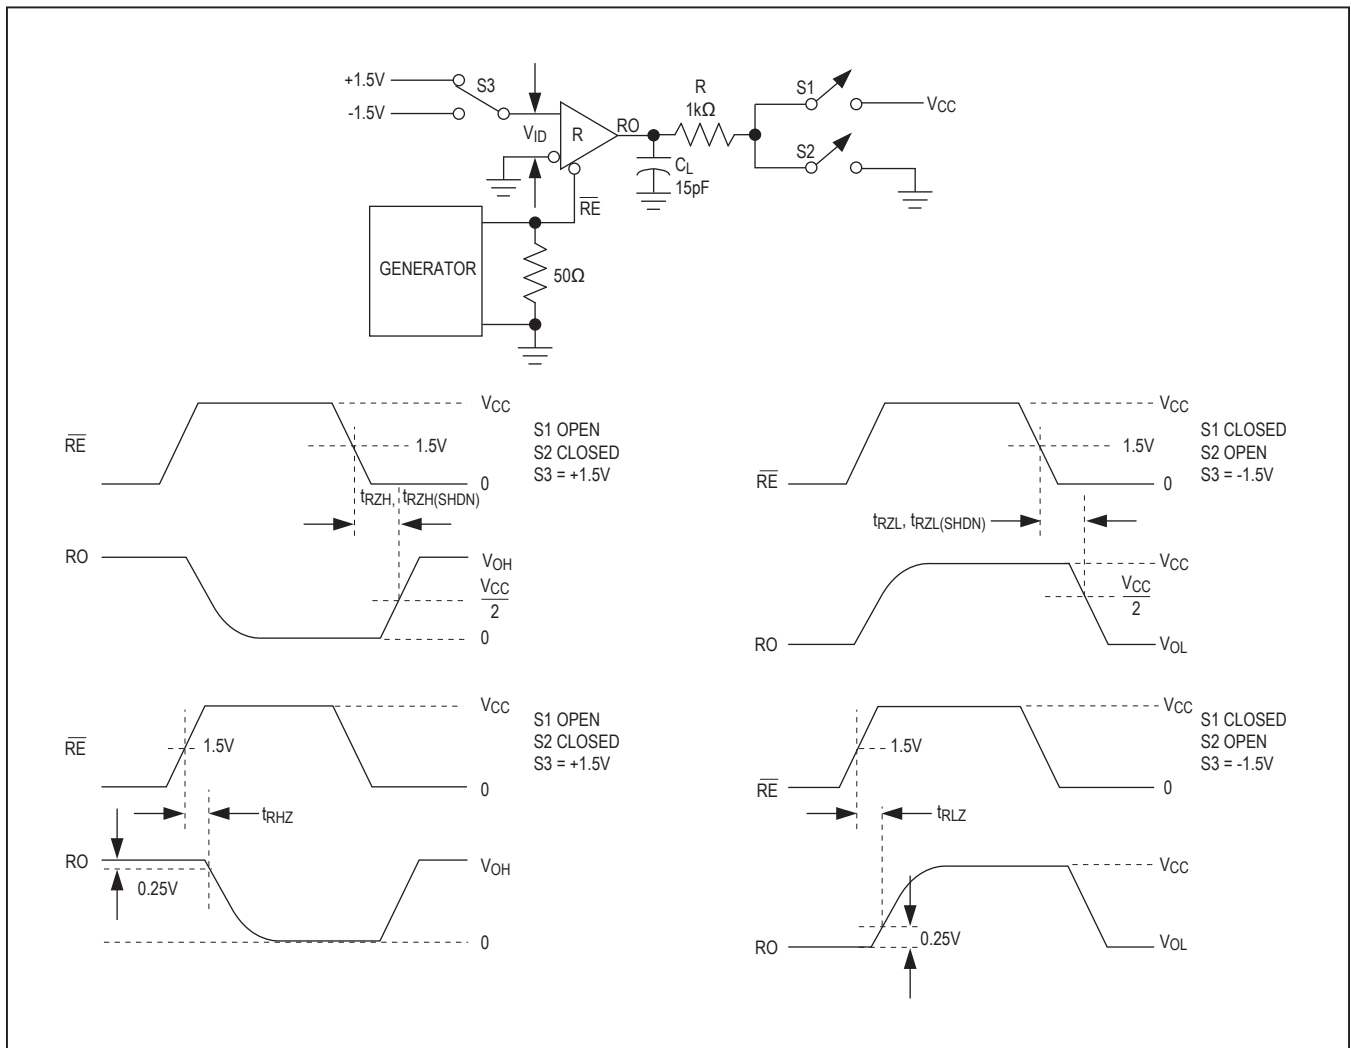 +1.5V
-1.5V
S3
VID
R
RO
R
1kΩ
S1
VCC
S2
CL
15pF
RE
GENERATOR
50Ω
RE
VCC
1.5V
0
S1 OPEN
S2 CLOSED
S3 = +1.5V
tRZH, tRZH(SHDN)
RO
VOH
VCC
2
0
RE
VCC
1.5V
0
S1 CLOSED
S2 OPEN
S3 = -1.5V
tRZL, tRZL(SHDN)
RO
VCC
VCC
2
VOL
RE
VCC
1.5V
0
S1 OPEN
S2 CLOSED
S3 = +1.5V
tRHZ
RO
VOH
0.25V
0
RE
VCC
1.5V
0
S1 CLOSED
S2 OPEN
S3 = -1.5V
tRLZ
RO
VCC
0.25V
VOL